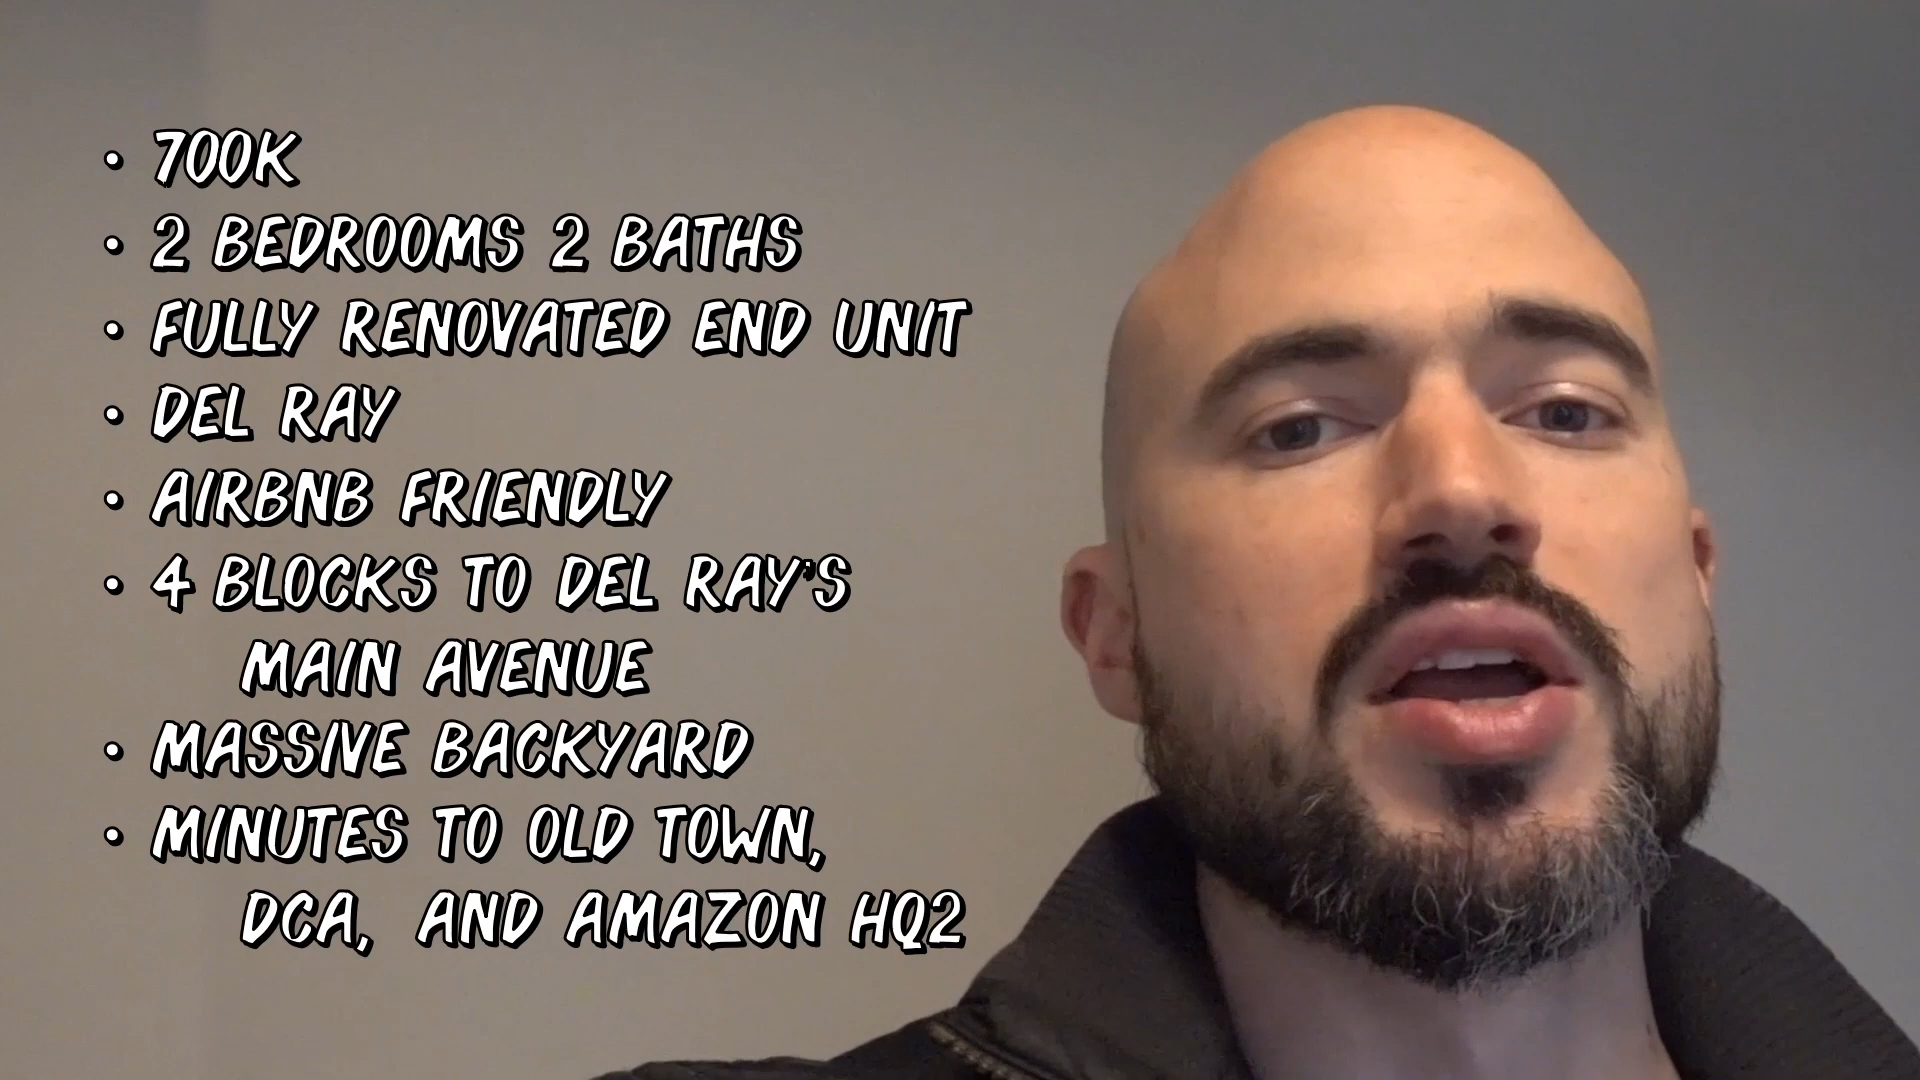 • 700K
• 2 BEDROOMS 2 BATHS
• FULLY RENOVATED END UNIT
• DEL RAY
• AIRBNB FRIENDLY
• 4 BLOCKS TO DEL RAY'S
MAIN AVENUE
• MASSIVE BACKYARD
• MINUTES TO OLD TOWN,
DCA, AND AMAZON HQ2